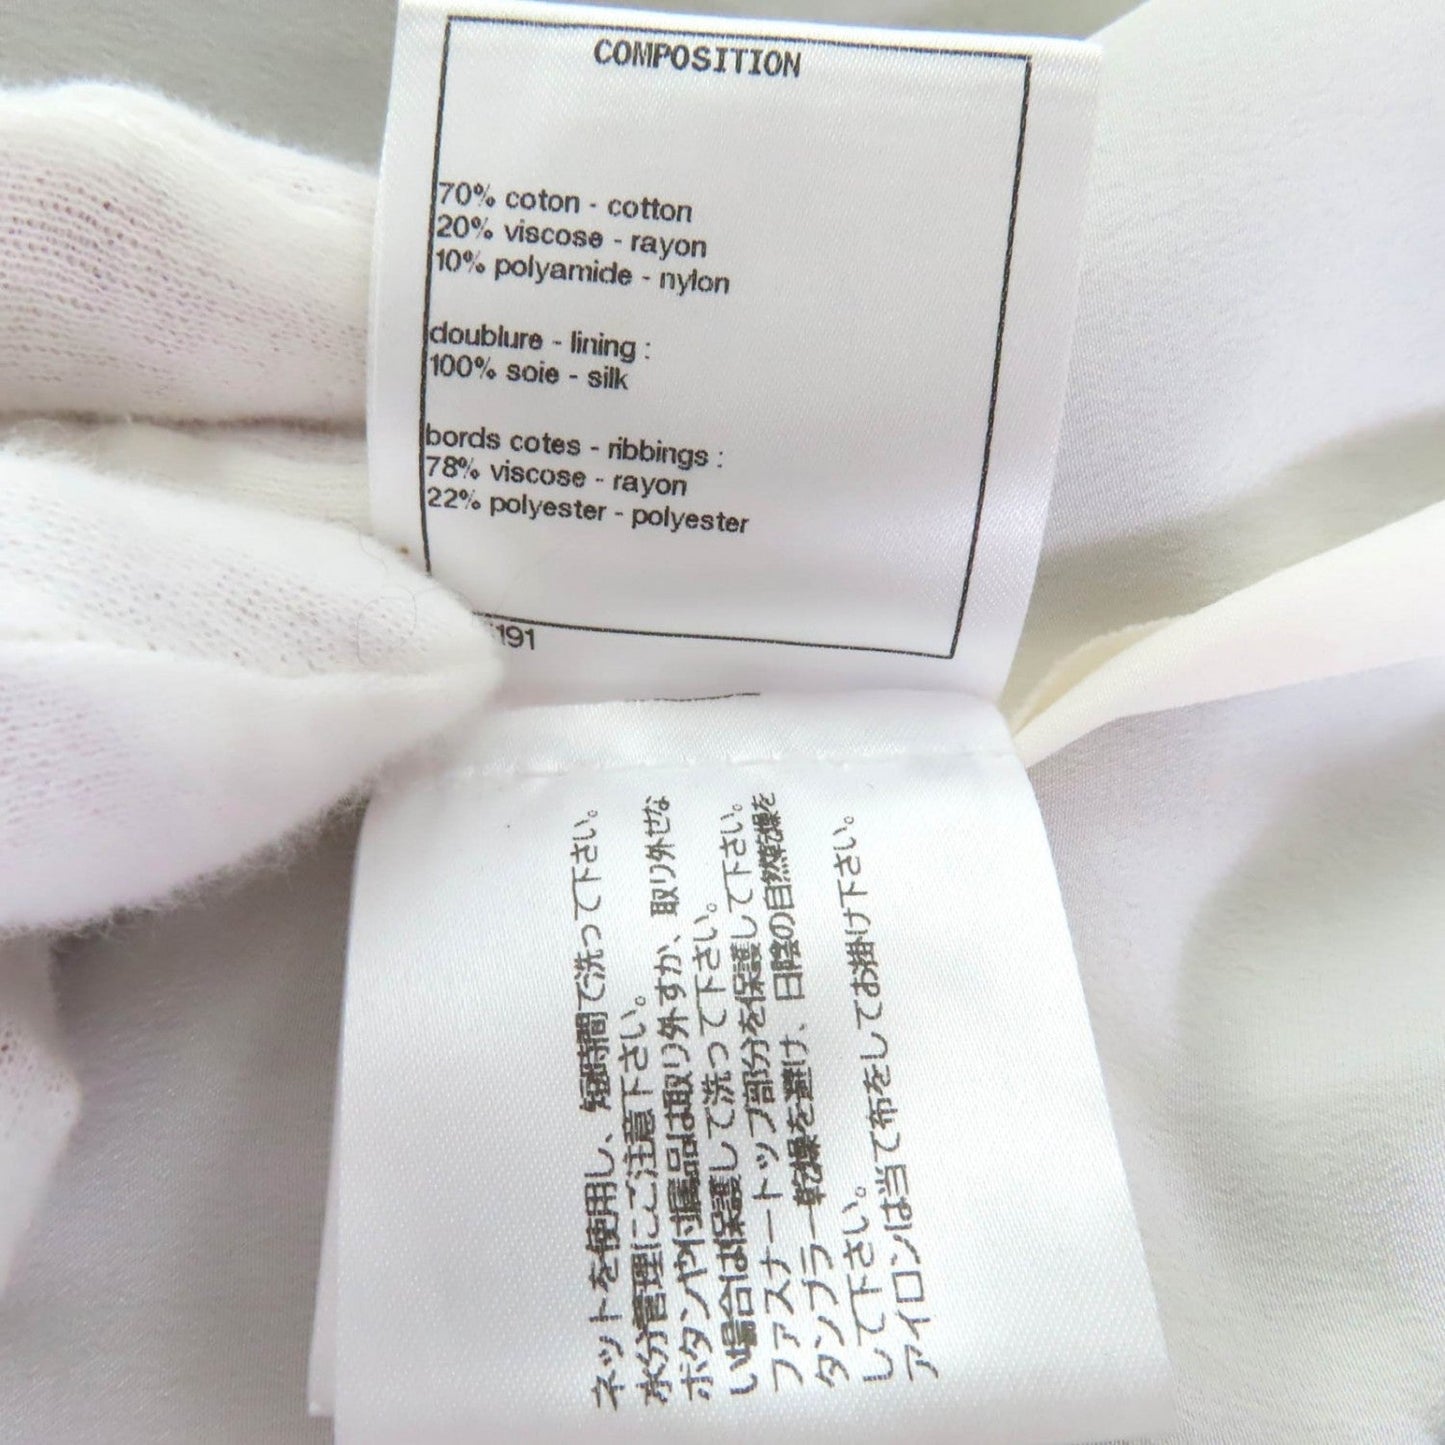 COMPOSITION
70% coton - cotton
20% viscose - rayon
10% polyamide - nylon
doublure - lining :
100% soie - silk
bords cotes - ribbings :
78% viscose - rayon
22% polyester - polyester
191
ネットを使用し、短時間で洗って下さい。
水分管理にご注意下さい。
ボタンや付属品は取り外すか、取り外せな
い場合は保護して洗って下さい。
ファスナートップ部分を保護して下さい。
タンブラー乾燥を避け、日陰の自然乾燥を
して下さい。
アイロンは当て布をしてお掛け下さい。